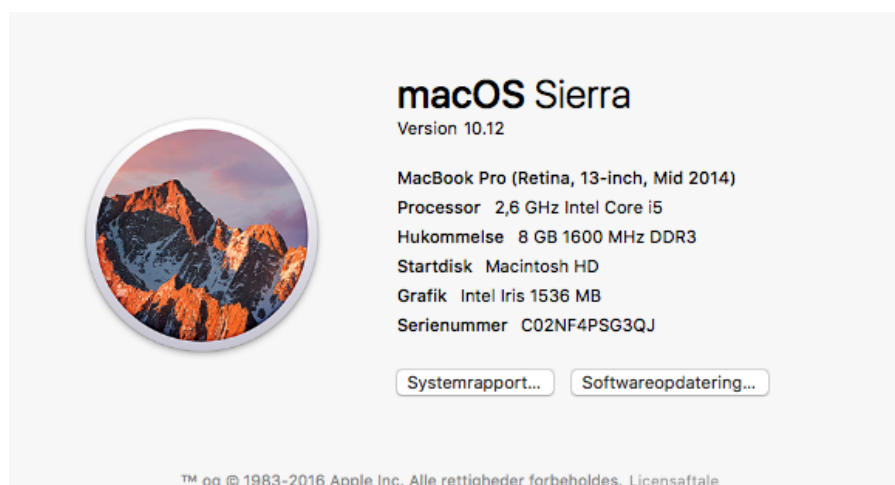 macOS Sierra
Version 10.12
MacBook Pro (Retina, 13-inch, Mid 2014)
Processor 2,6 GHz Intel Core i5
Hukommelse 8 GB 1600 MHz DDR3
Startdisk Macintosh HD
Grafik Intel Iris 1536 MB
Serienummer C02NF4PSG3QJ
Systemrapport... Softwareopdatering...
™ og © 1983-2016 Apple Inc. Alle rettigheder forbeholdes. Licensaftale